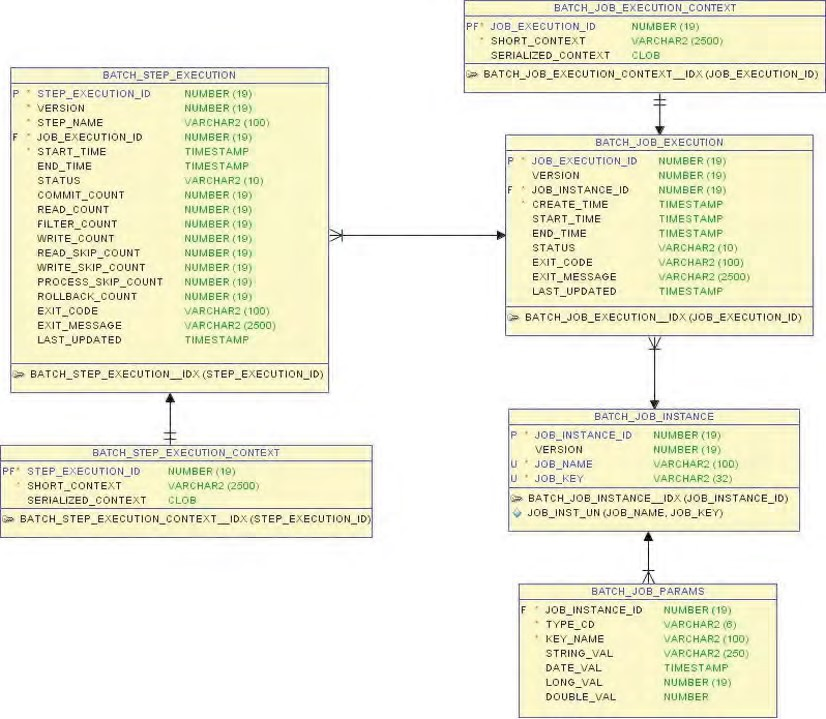 BATCH_JOB_EXECUTION_CONTEXT
PF* JOB_EXECUTION_ID NUMBER (19)
* SHORT_CONTEXT VARCHAR2 (2500)
SERIALIZED_CONTEXT CLOB
BATCH_JOB_EXECUTION_CONTEXT__IDX (JOB_EXECUTION_ID)
BATCH_STEP_EXECUTION
P * STEP_EXECUTION_ID NUMBER (19)
* VERSION NUMBER (19)
* STEP_NAME VARCHAR2 (100)
F * JOB_EXECUTION_ID NUMBER (19)
* START_TIME TIMESTAMP
END_TIME TIMESTAMP
STATUS VARCHAR2 (10)
COMMIT_COUNT NUMBER (19)
READ_COUNT NUMBER (19)
FILTER_COUNT NUMBER (19)
WRITE_COUNT NUMBER (19)
READ_SKIP_COUNT NUMBER (19)
WRITE_SKIP_COUNT NUMBER (19)
PROCESS_SKIP_COUNT NUMBER (19)
ROLLBACK_COUNT NUMBER (19)
EXIT_CODE VARCHAR2 (100)
EXIT_MESSAGE VARCHAR2 (2500)
LAST_UPDATED TIMESTAMP
BATCH_STEP_EXECUTION__IDX (STEP_EXECUTION_ID)
BATCH_JOB_EXECUTION
P * JOB_EXECUTION_ID NUMBER (19)
VERSION NUMBER (19)
F * JOB_INSTANCE_ID NUMBER (19)
* CREATE_TIME TIMESTAMP
START_TIME TIMESTAMP
END_TIME TIMESTAMP
STATUS VARCHAR2 (10)
EXIT_CODE VARCHAR2 (100)
EXIT_MESSAGE VARCHAR2 (2500)
LAST_UPDATED TIMESTAMP
BATCH_JOB_EXECUTION__IDX (JOB_EXECUTION_ID)
BATCH_STEP_EXECUTION_CONTEXT
PF* STEP_EXECUTION_ID NUMBER (19)
* SHORT_CONTEXT VARCHAR2 (2500)
SERIALIZED_CONTEXT CLOB
BATCH_STEP_EXECUTION_CONTEXT__IDX (STEP_EXECUTION_ID)
BATCH_JOB_INSTANCE
P * JOB_INSTANCE_ID NUMBER (19)
VERSION NUMBER (19)
U * JOB_NAME VARCHAR2 (100)
U * JOB_KEY VARCHAR2 (32)
BATCH_JOB_INSTANCE__IDX (JOB_INSTANCE_ID)
JOB_INST_UN (JOB_NAME, JOB_KEY)
BATCH_JOB_PARAMS
F * JOB_INSTANCE_ID NUMBER (19)
* TYPE_CD VARCHAR2 (6)
* KEY_NAME VARCHAR2 (100)
STRING_VAL VARCHAR2 (250)
DATE_VAL TIMESTAMP
LONG_VAL NUMBER (19)
DOUBLE_VAL NUMBER